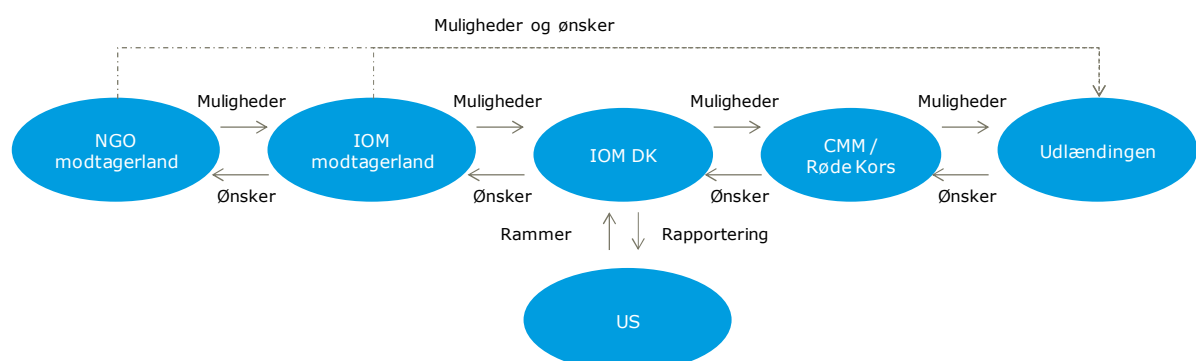 Muligheder og ønsker
Muligheder
Muligheder
Muligheder
Muligheder
NGO
modtagerland
IOM
modtagerland
IOM DK
CMM /
Røde Kors
Udlændingen
Ønsker
Ønsker
Ønsker
Ønsker
Rammer
Rapportering
US